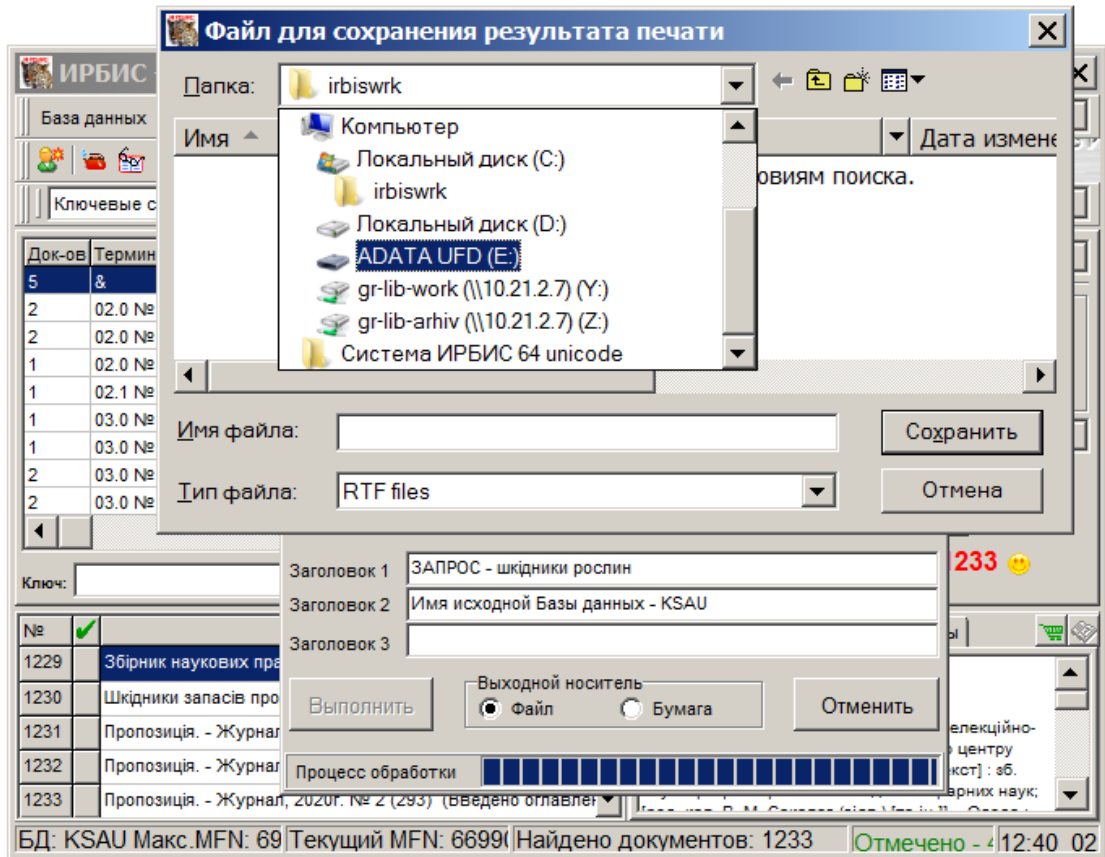 Файл для сохранения результата печати
ИРБИС
База данных
Папка: irbiswrk
Имя
Дата измене
овиям поиска.
Компьютер
Локальный диск (C:)
irbiswrk
Локальный диск (D:)
ADATA UFD (E:)
gr-lib-work (\\10.21.2.7) (Y:)
gr-lib-arhiv (\\10.21.2.7) (Z:)
Система ИРБИС 64 unicode
Имя файла:
Сохранить
Тип файла: RTF files
Отмена
Ключевые с
Док-ов Термин
5 &
2 02.0 №
2 02.0 №
1 02.0 №
1 02.1 №
1 03.0 №
1 03.0 №
2 03.0 №
2 03.0 №
Ключ:
1233
Заголовок 1 ЗАПРОС - шкідники рослин
Заголовок 2 Имя исходной Базы данных - KSAU
Заголовок 3
Выполнить
Выходной носитель
Файл Бумага
Отменить
Процесс обработки
№
1229 Збірник наукових пра
1230 Шкідники запасів про
1231 Пропозиція. - Журнал
1232 Пропозиція. - Журнал
1233 Пропозиція. - Журнал, 2020г. № 2 (293) (Введено оглавле
ы
елекційно-
центру
кст] : зб.
арних наук;
БД: KSAU Макс.MFN: 69 Текущий MFN: 6699 Найдено документов: 1233 Отмечено - 12:40 02